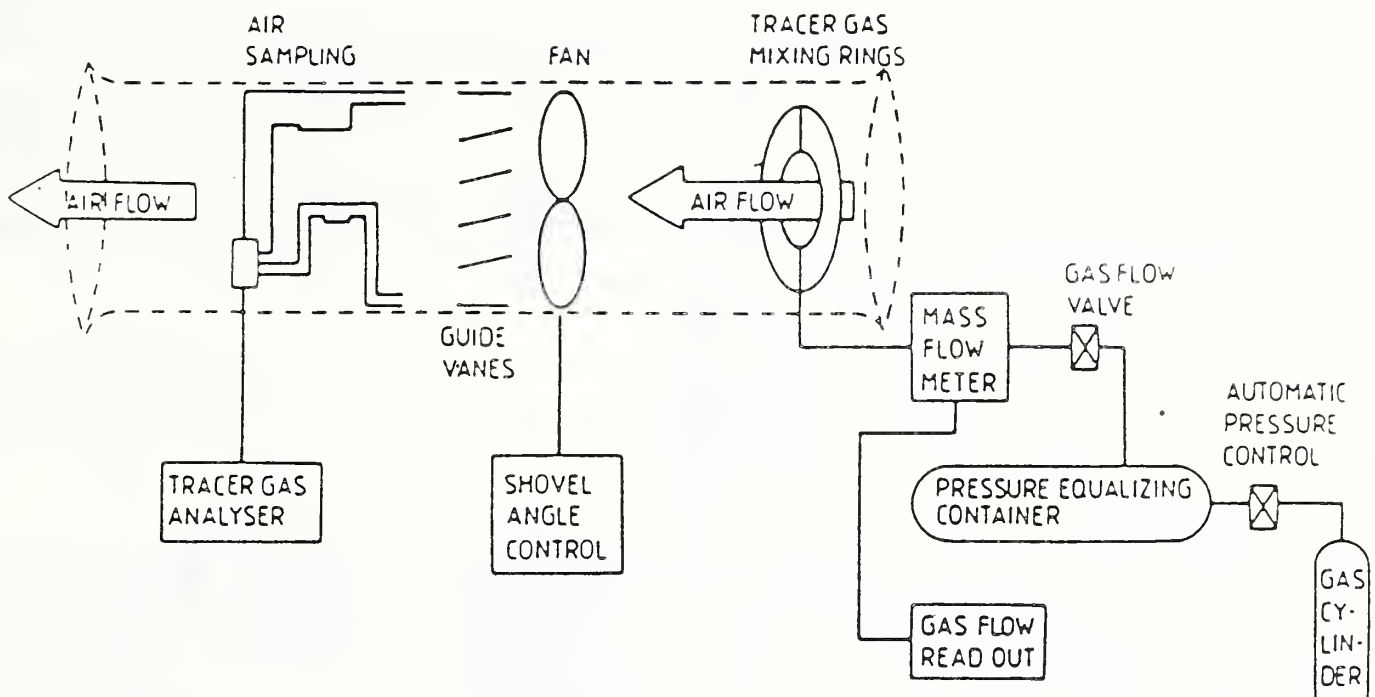 AIR
SAMPLING
FAN
TRACER GAS
MIXING RINGS
AIR FLOW
AIR FLOW
GUIDE
VANES
GAS FLOW
VALVE
MASS
FLOW
METER
AUTOMATIC
PRESSURE
CONTROL
TRACER GAS
ANALYSER
SHOVEL
ANGLE
CONTROL
PRESSURE EQUALIZING
CONTAINER
GAS FLOW
READ OUT
GAS
CY-
LIN-
DER